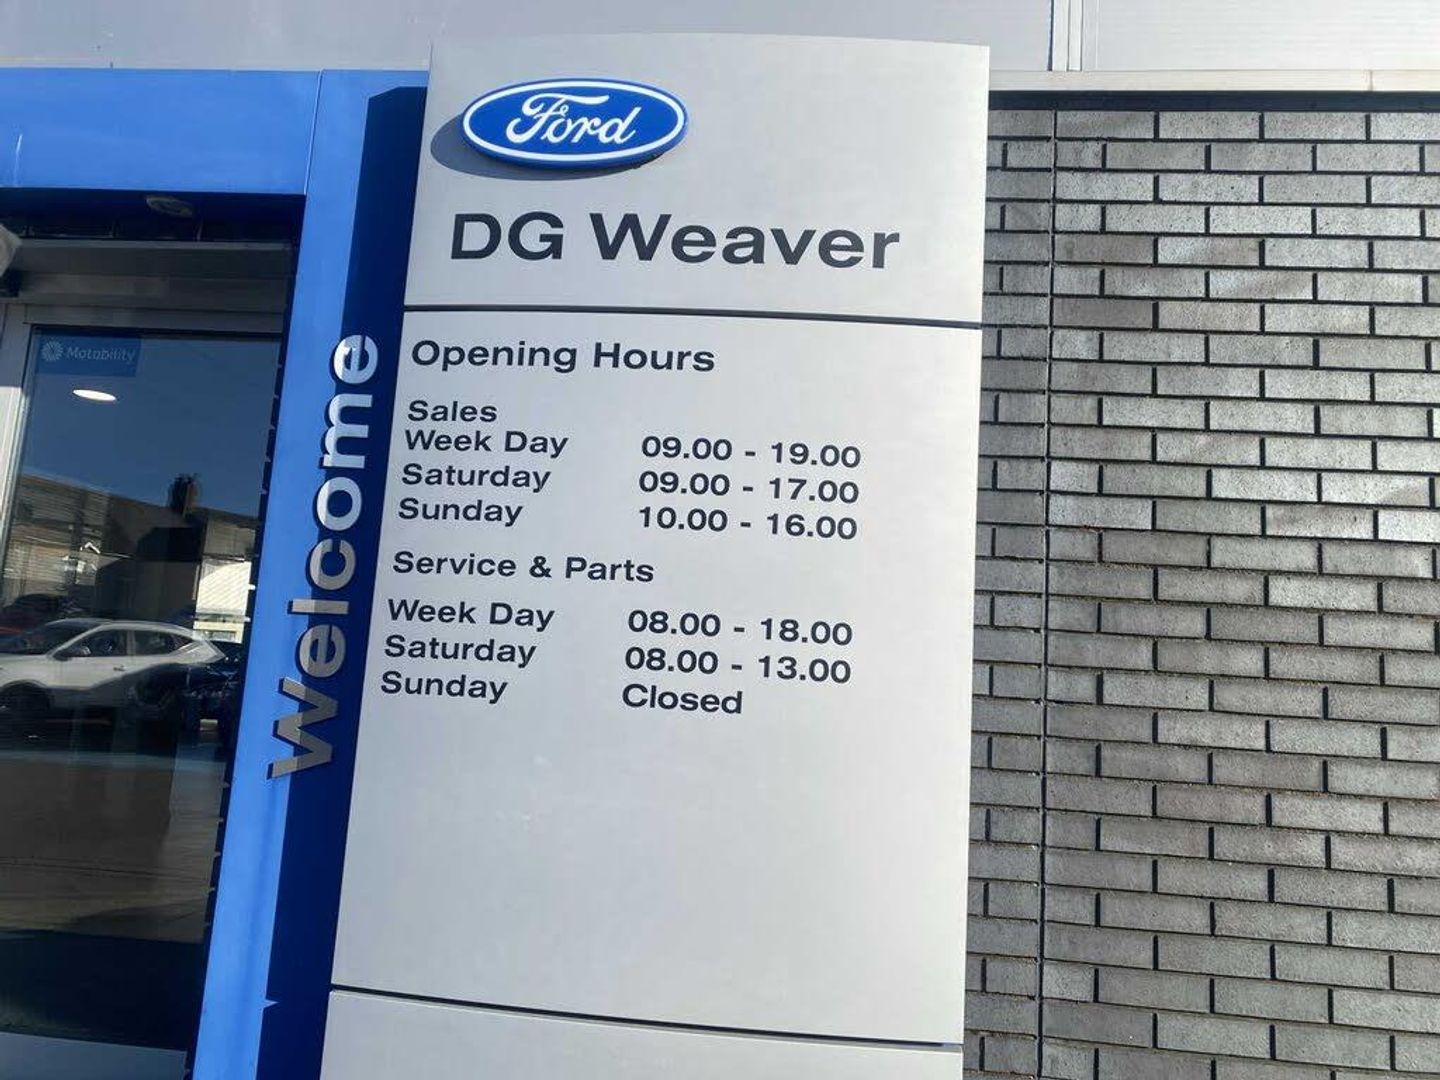 Ford
DG Weaver
Motability
Welcome
Opening Hours
Sales
Week Day 09.00 - 19.00
Saturday 09.00 - 17.00
Sunday 10.00 - 16.00
Service & Parts
Week Day 08.00 - 18.00
Saturday 08.00 - 13.00
Sunday Closed